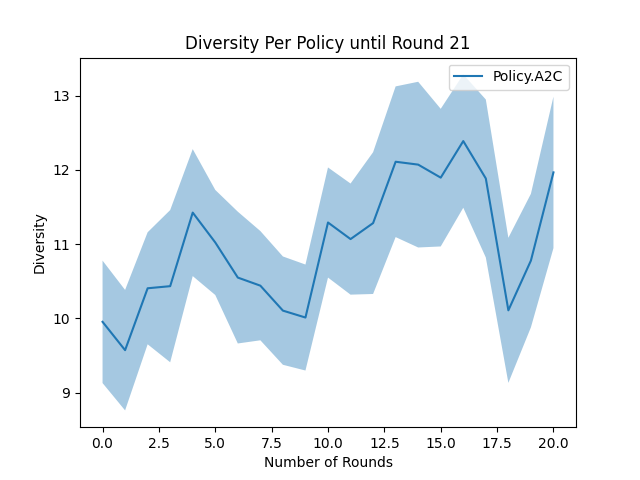 Diversity Per Policy until Round 21
Policy.A2C
13
12
11
10
9
Diversity
0.0 2.5 5.0 7.5 10.0 12.5 15.0 17.5 20.0
Number of Rounds